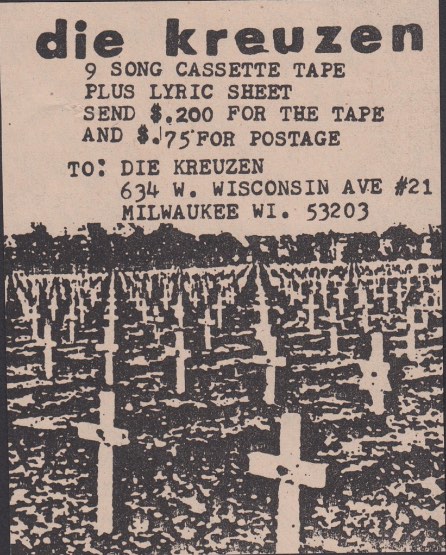 die kreuzen
9 SONG CASSETTE TAPE
PLUS LYRIC SHEET
SEND $.200 FOR THE TAPE
AND $.75 FOR POSTAGE
TO: DIE KREUZEN
634 W. WISCONSIN AVE #21
MILWAUKEE WI. 53203